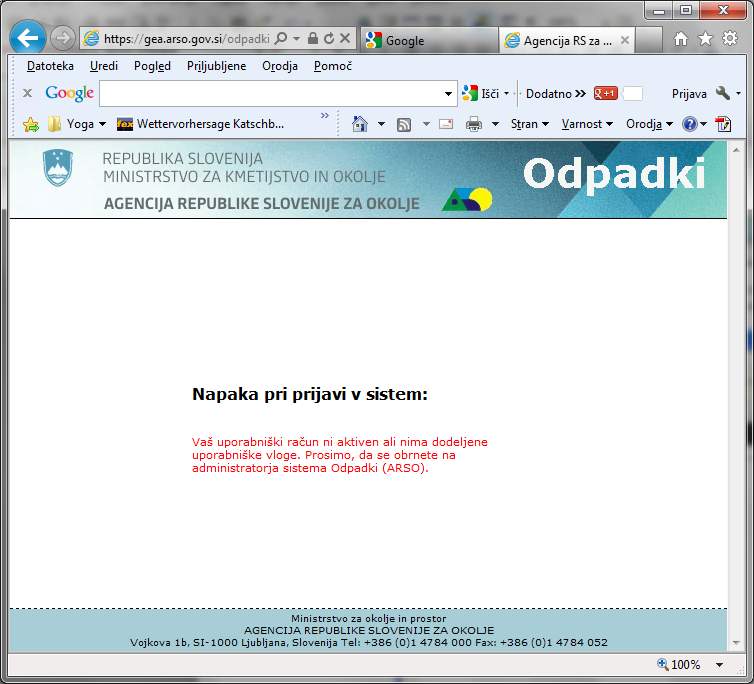 https://gea.arso.gov.si/odpadki
Google
Agencija RS za ...
Datoteka Uredi Pogled Priljubljene Orodja Pomoč
Google Išči Dodatno +1 Prijava
Yoga fex Wettervorhersage Katschb... Stran Varnost Orodja
REPUBLIKA SLOVENIJA
MINISTRSTVO ZA KMETIJSTVO IN OKOLJE
AGENCIJA REPUBLIKE SLOVENIJE ZA OKOLJE
Odpadki
Napaka pri prijavi v sistem:
Vaš uporabniški račun ni aktiven ali nima dodeljene
uporabniške vloge. Prosimo, da se obrnete na
administratorja sistema Odpadki (ARSO).
Ministrstvo za okolje in prostor
AGENCIJA REPUBLIKE SLOVENIJE ZA OKOLJE
Vojkova 1b, SI-1000 Ljubljana, Slovenija Tel: +386 (0)1 4784 000 Fax: +386 (0)1 4784 052
100%